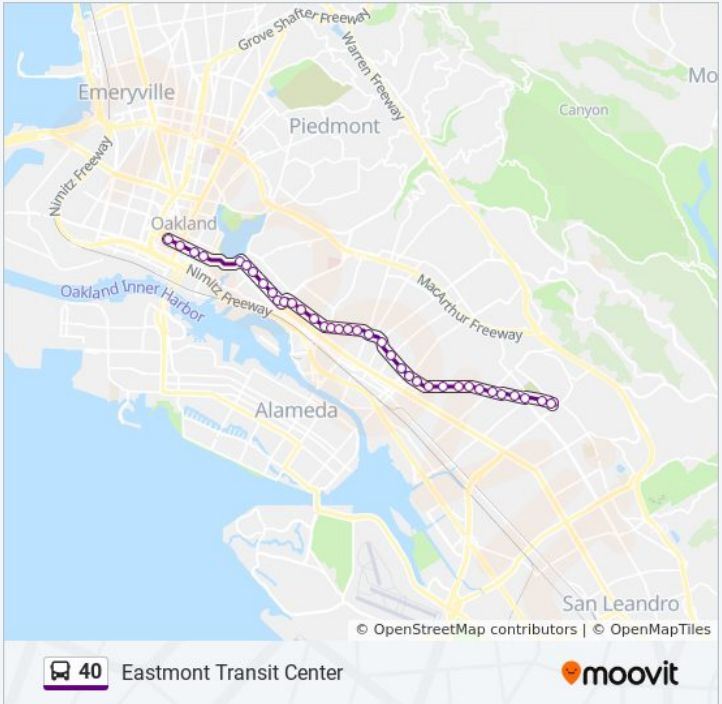 Grove Shafter Freeway
Warren Freeway
Mo
Emeryville
Canyon
Piedmont
Nimitz Freeway
Oakland
Nimitz Freeway
MacArthur Freeway
Oakland Inner Harbor
Alameda
San Leandro
© OpenStreetMap contributors | © OpenMapTiles
40 Eastmont Transit Center
moovit